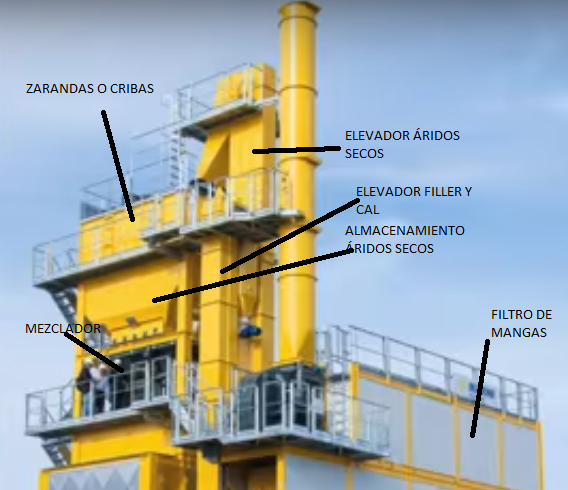 ZARANDAS O CRIBAS
ELEVADOR ÁRIDOS
SECOS
ELEVADOR FILLER Y
CAL
ALMACENAMIENTO
ÁRIDOS SECOS
MEZCLADOR
FILTRO DE
MANGAS